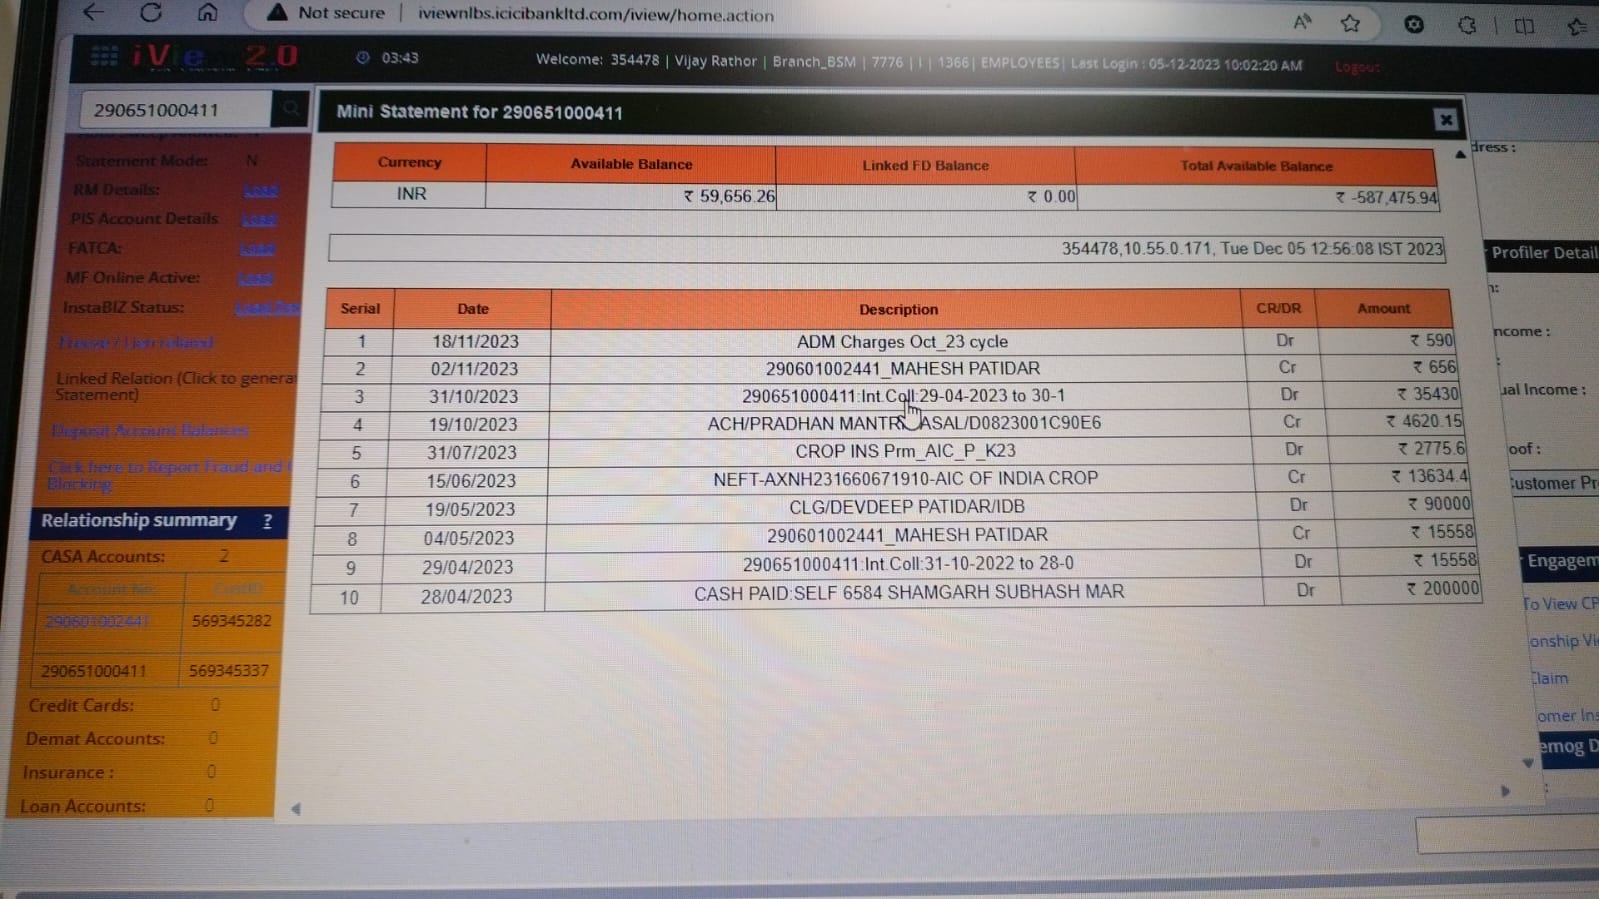 Not secure | iviewnlbs.icicibankltd.com/iview/home.action
iView 2.0
03:43
Welcome: 354478 | Vijay Rathor | Branch_BSM | 7776 | I | 1366| EMPLOYEES| Last Login : 05-12-2023 10:02:20 AM
Logout
290651000411
Statement Mode: N
RM Details: Load
PIS Account Details Load
FATCA: Load
MF Online Active: Load
InstaBIZ Status:
Freeze / Lien related
Linked Relation (Click to genera
Statement)
Deposit Account Balances
Click here to Report Fraud and
Blocking
Relationship summary ?
CASA Accounts: 2
Account No. CustID
290601002441 569345282
290651000411 569345337
Credit Cards: 0
Demat Accounts: 0
Insurance : 0
Loan Accounts: 0
Mini Statement for 290651000411
Currency Available Balance Linked FD Balance Total Available Balance
INR ₹ 59,656.26 ₹ 0.00 ₹ -587,475.94
354478,10.55.0.171, Tue Dec 05 12:56:08 IST 2023
Serial Date Description CR/DR Amount
1 18/11/2023 ADM Charges Oct_23 cycle Dr ₹ 590
2 02/11/2023 290601002441_MAHESH PATIDAR Cr ₹ 656
3 31/10/2023 290651000411:Int.Coll:29-04-2023 to 30-1 Dr ₹ 35430
4 19/10/2023 ACH/PRADHAN MANTRI ASAL/D0823001C90E6 Cr ₹ 4620.15
5 31/07/2023 CROP INS Prm_AIC_P_K23 Dr ₹ 2775.6
6 15/06/2023 NEFT-AXNH231660671910-AIC OF INDIA CROP Cr ₹ 13634.4
7 19/05/2023 CLG/DEVDEEP PATIDAR/IDB Dr ₹ 90000
8 04/05/2023 290601002441_MAHESH PATIDAR Cr ₹ 15558
9 29/04/2023 290651000411:Int.Coll:31-10-2022 to 28-0 Dr ₹ 15558
10 28/04/2023 CASH PAID:SELF 6584 SHAMGARH SUBHASH MAR Dr ₹ 200000
dress :
Profiler Detail
ncome :
ual Income :
oof :
Customer Pr
Engagem
To View CP
onship Vi
Claim
omer Ins
emog D